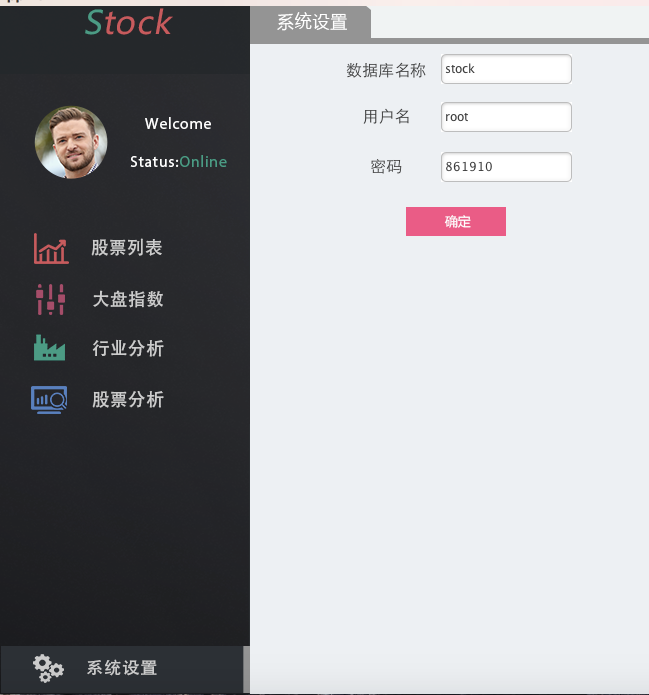 Stock
Welcome
Status:Online
股票列表
大盘指数
行业分析
股票分析
系统设置
系统设置
数据库名称 stock
用户名 root
密码 861910
确定